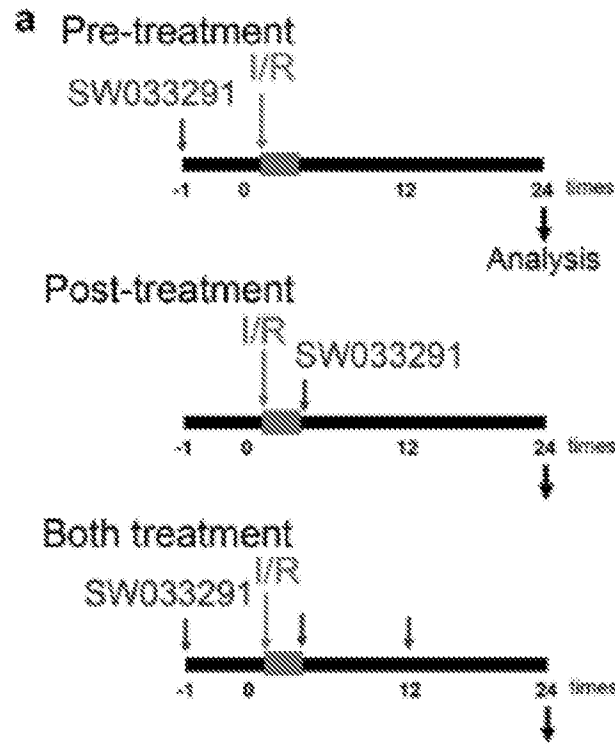 a Pre-treatment
I/R
SW033291
-1 0 12 24 times
Analysis
Post-treatment
I/R
SW033291
-1 0 12 24 times
Both treatment
I/R
SW033291
-1 0 12 24 times